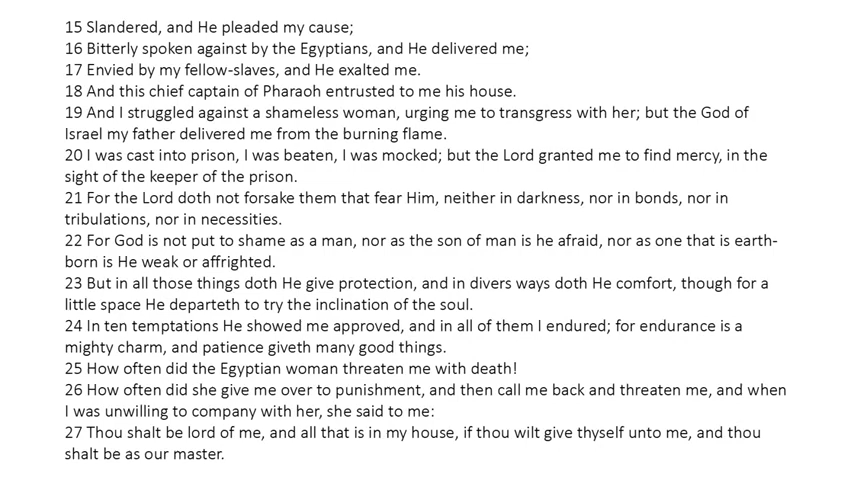 15 Slandered, and He pleaded my cause;
16 Bitterly spoken against by the Egyptians, and He delivered me;
17 Envied by my fellow-slaves, and He exalted me.
18 And this chief captain of Pharaoh entrusted to me his house.
19 And I struggled against a shameless woman, urging me to transgress with her; but the God of
Israel my father delivered me from the burning flame.
20 I was cast into prison, I was beaten, I was mocked; but the Lord granted me to find mercy, in the
sight of the keeper of the prison.
21 For the Lord doth not forsake them that fear Him, neither in darkness, nor in bonds, nor in
tribulations, nor in necessities.
22 For God is not put to shame as a man, nor as the son of man is he afraid, nor as one that is earth-
born is He weak or affrighted.
23 But in all those things doth He give protection, and in divers ways doth He comfort, though for a
little space He departeth to try the inclination of the soul.
24 In ten temptations He showed me approved, and in all of them I endured; for endurance is a
mighty charm, and patience giveth many good things.
25 How often did the Egyptian woman threaten me with death!
26 How often did she give me over to punishment, and then call me back and threaten me, and when
I was unwilling to company with her, she said to me:
27 Thou shalt be lord of me, and all that is in my house, if thou wilt give thyself unto me, and thou
shalt be as our master.